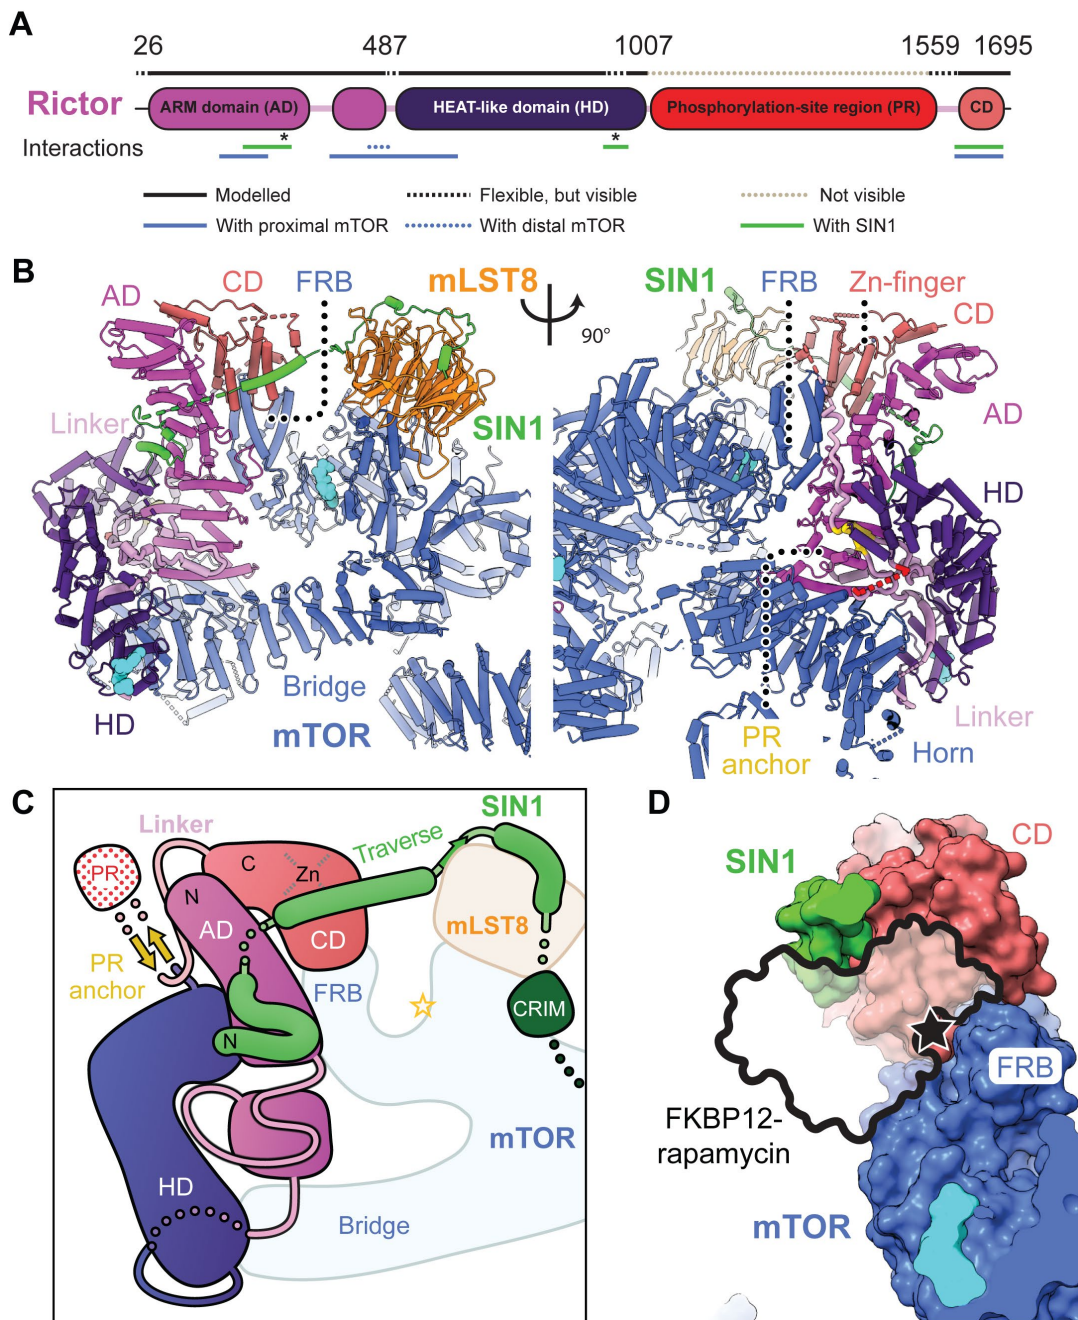 A
26 487 1007 1559 1695
Rictor
ARM domain (AD) HEAT-like domain (HD) Phosphorylation-site region (PR) CD
Interactions * *
Modelled Flexible, but visible Not visible
With proximal mTOR With distal mTOR With SIN1
B
AD CD FRB mLST8 SIN1 FRB Zn-finger
CD
90°
Linker
SIN1
AD
HD
Bridge
mTOR
HD
PR
anchor
Linker
Horn
C
SIN1
Linker
Traverse
PR
C
Zn
N
AD
CD
mLST8
PR
anchor
FRB
CRIM
N
mTOR
HD
Bridge
D
CD
SIN1
FRB
FKBP12-
rapamycin
mTOR